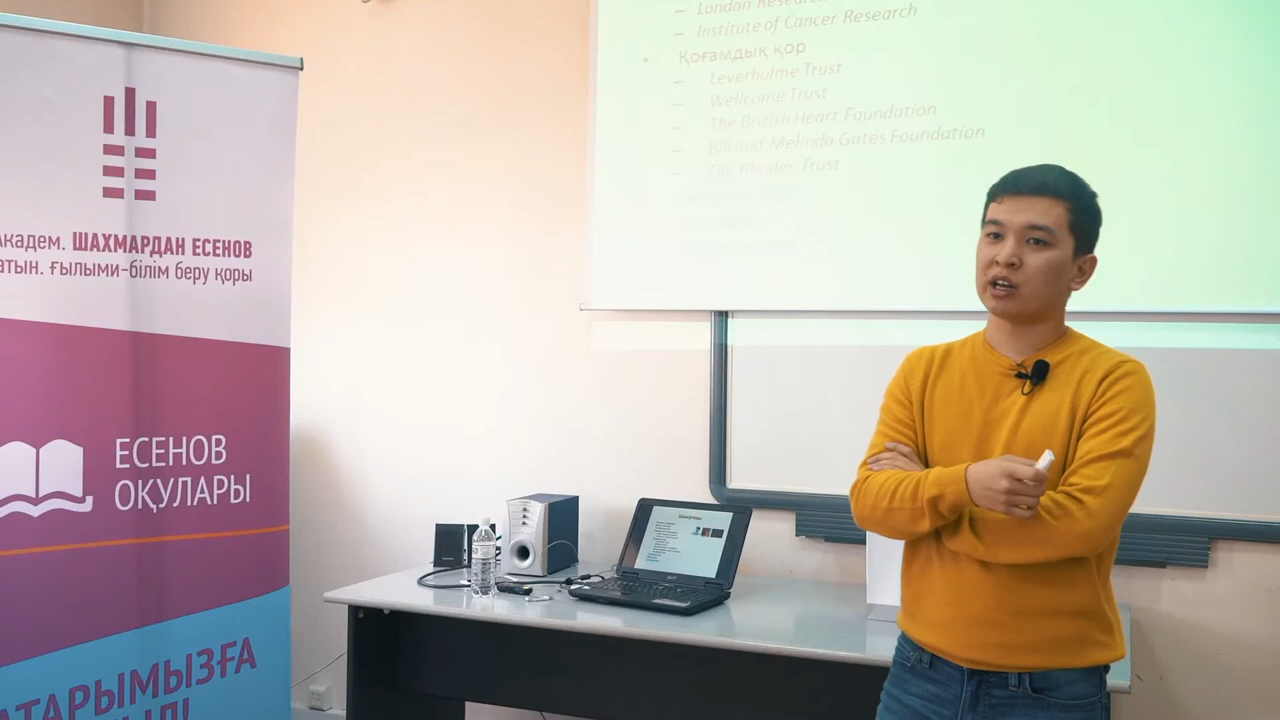 Академ. ШАХМАРДАН ЕСЕНОВ
атын. ғылыми-білім беру қоры
ЕСЕНОВ
ОҚУЛАРЫ
АТАРЫМЫЗҒА
– London Research
– Institute of Cancer Research
• Қоғамдық қор
– Leverhulme Trust
– Wellcome Trust
– The British Heart Foundation
– Bill and Melinda Gates Foundation
– The Rhodes Trust
acer